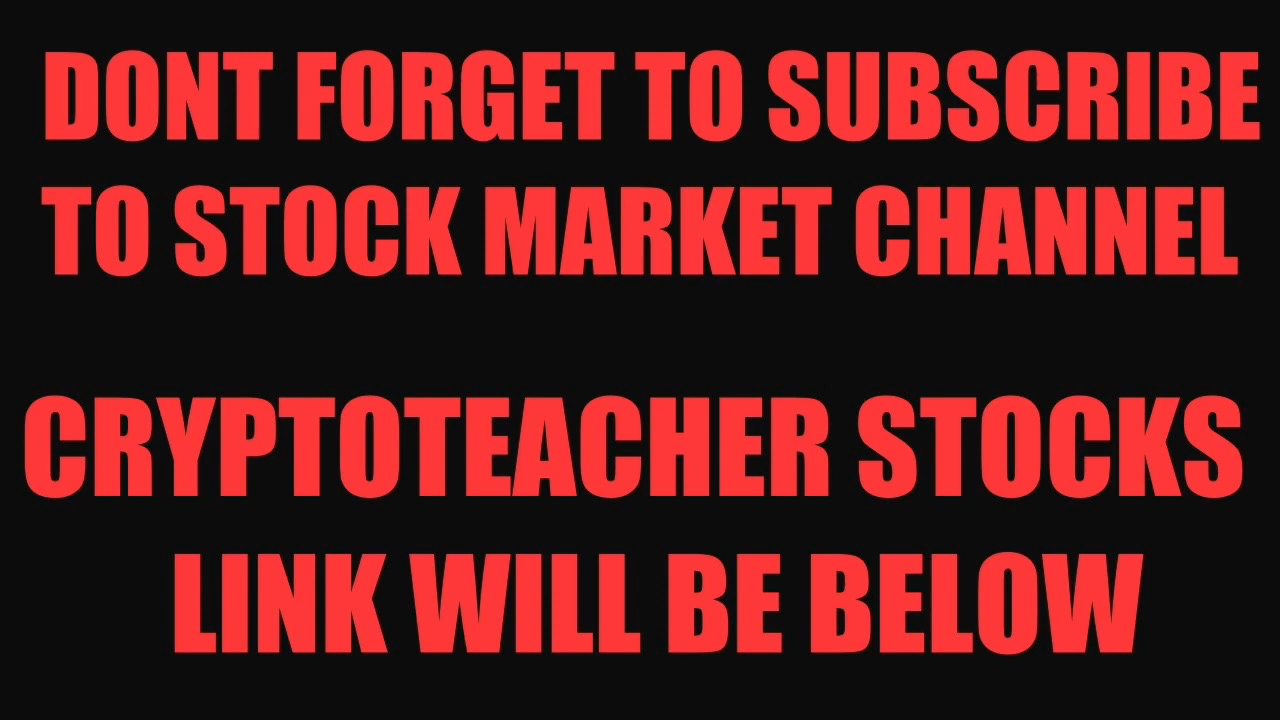 DONT FORGET TO SUBSCRIBE
TO STOCK MARKET CHANNEL
CRYPTOTEACHER STOCKS
LINK WILL BE BELOW